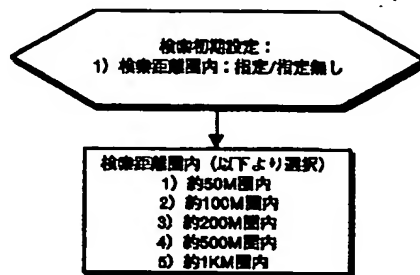 検索初期設定：
1) 検索距離圏内：指定/指定無し
検索距離圏内（以下より選択）
1) 約50M圏内
2) 約100M圏内
3) 約200M圏内
4) 約500M圏内
5) 約1KM圏内